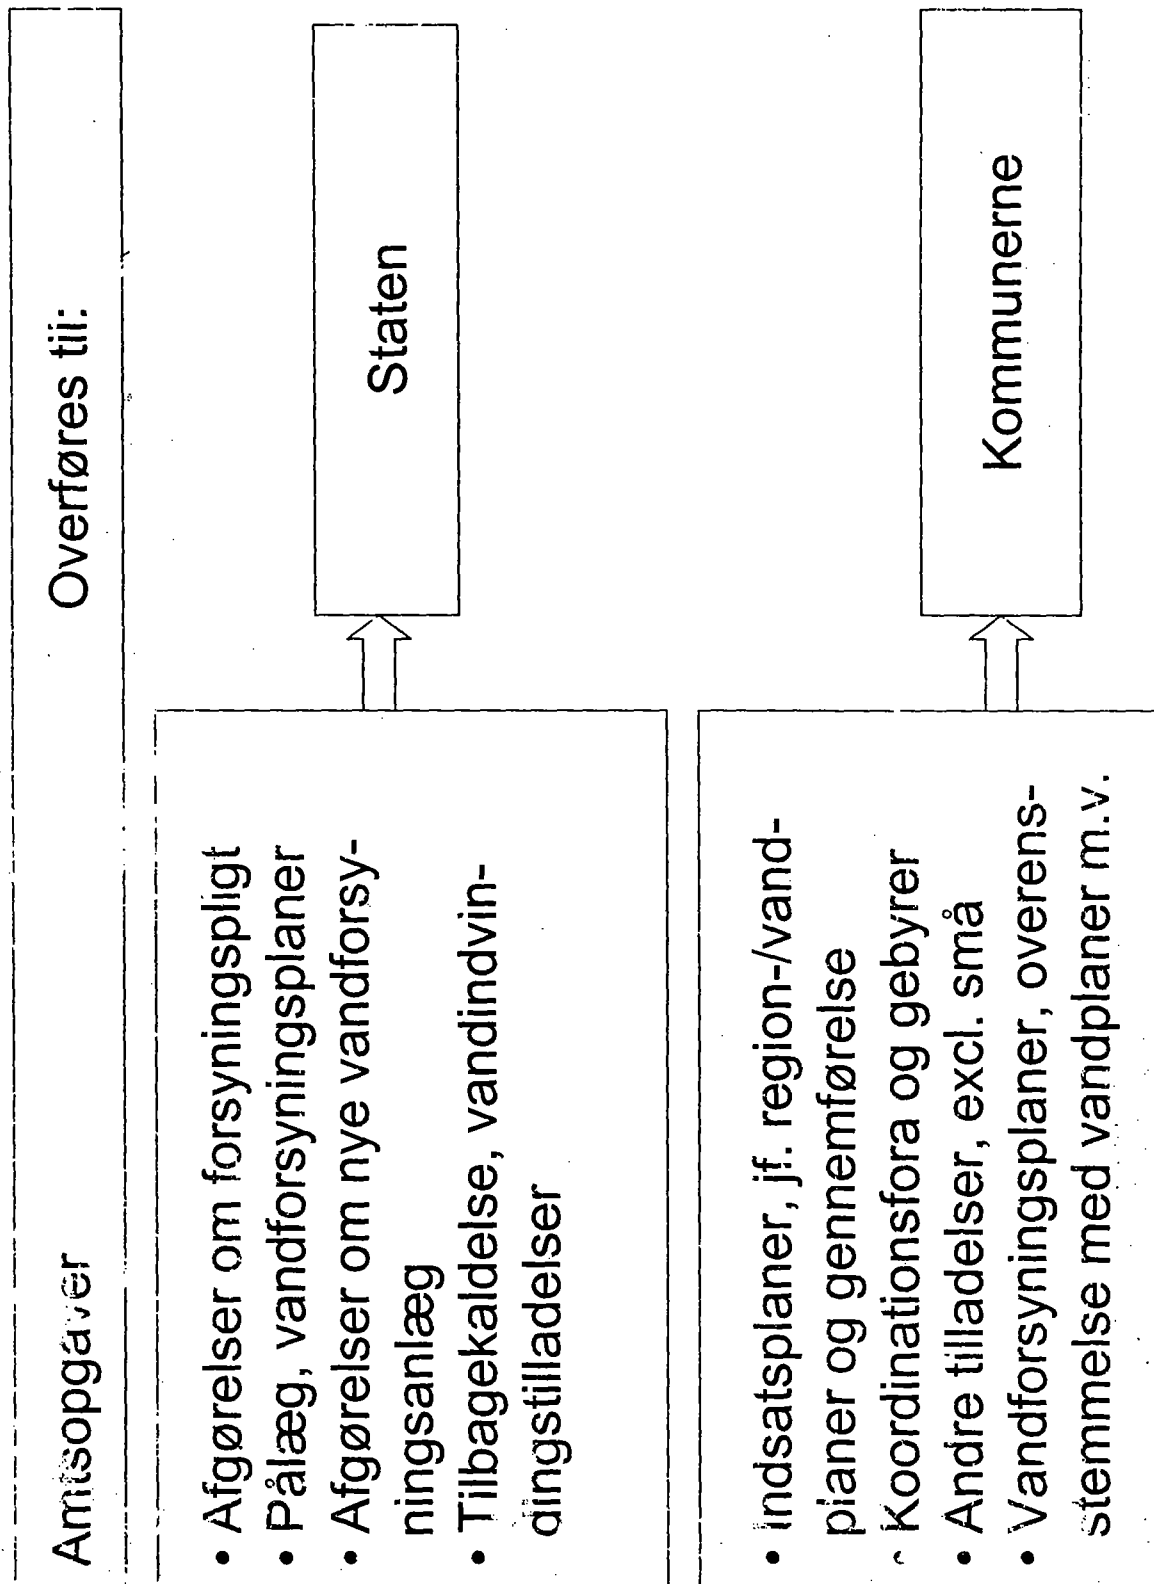 Amtsopgaver
Overføres til:
• Afgørelser om forsyningspligt
• Pålæg, vandforsyningsplaner
• Afgørelser om nye vandforsy-
ningsanlæg
• Tilbagekaldelse, vandindvin-
dingstilladelser
Staten
• Indsatsplaner, jf. region-/vand-
planer og gennemførelse
• Koordinationsfora og gebyrer
• Andre tilladelser, excl. små
• Vandforsyningsplaner, overens-
stemmelse med vandplaner m.v.
Kommunerne